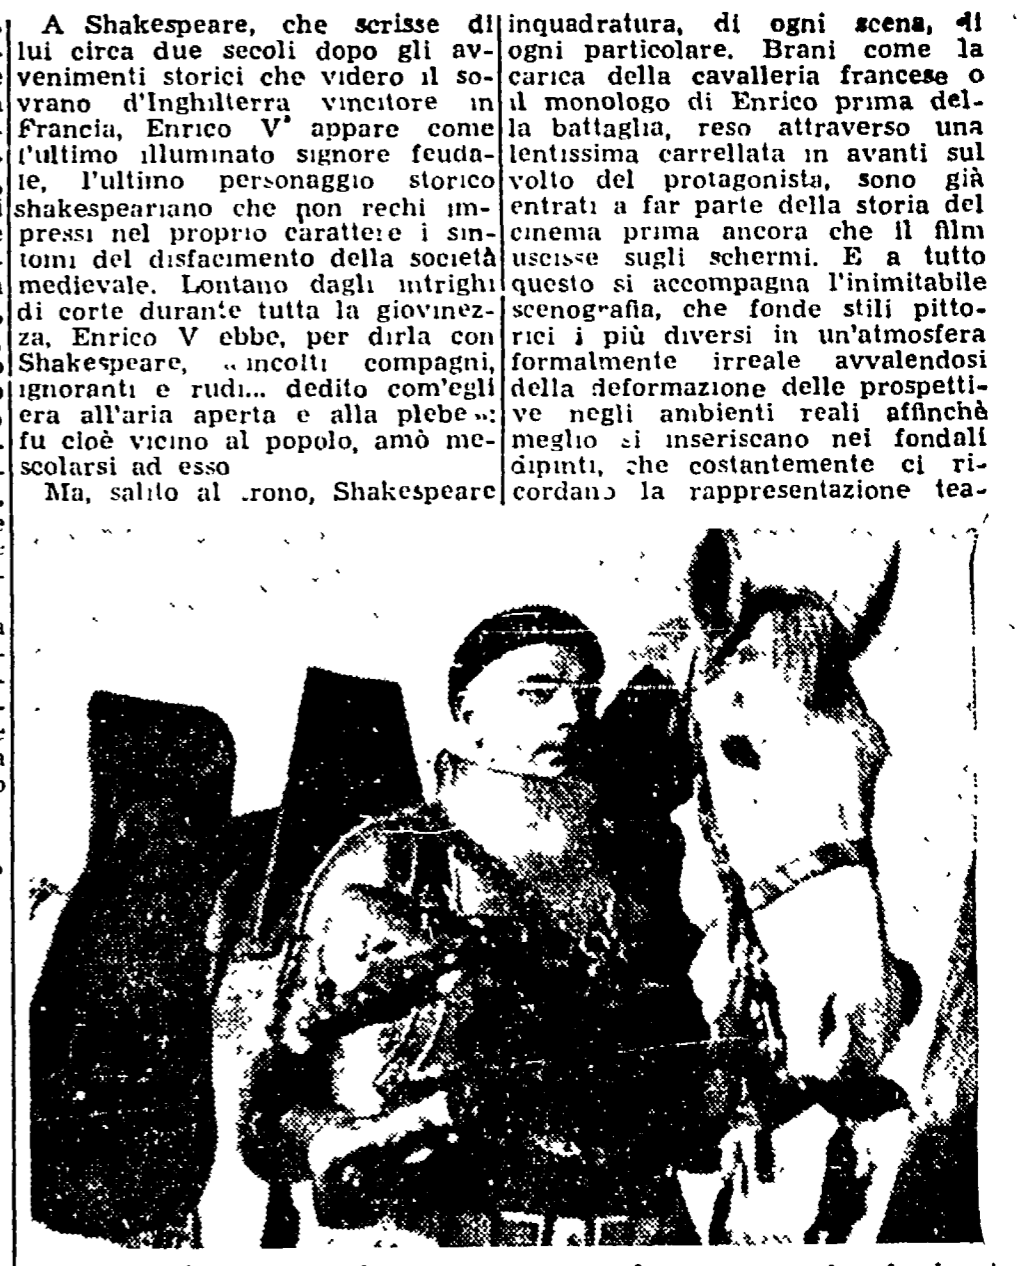 A Shakespeare, che scrisse di
lui circa due secoli dopo gli av-
venimenti storici che videro il so-
vrano d'Inghilterra vincitore in
Francia, Enrico V° appare come
l'ultimo illuminato signore feuda-
le, l'ultimo personaggio storico
shakespeariano che non rechi im-
pressi nel proprio carattere i sin-
tomi del disfacimento della società
medievale. Lontano dagli intrighi
di corte durante tutta la giovinez-
za, Enrico V ebbe, per dirla con
Shakespeare, « incolti compagni,
ignoranti e rudi... dedito com'egli
era all'aria aperta e alla plebe »:
fu cioè vicino al popolo, amò me-
scolarsi ad esso
Ma, salito al trono, Shakespeare
inquadratura, di ogni scena, di
ogni particolare. Brani come la
carica della cavalleria francese o
il monologo di Enrico prima del-
la battaglia, reso attraverso una
lentissima carrellata in avanti sul
volto del protagonista, sono già
entrati a far parte della storia del
cinema prima ancora che il film
uscisse sugli schermi. E a tutto
questo si accompagna l'inimitabile
scenografia, che fonde stili pitto-
rici i più diversi in un'atmosfera
formalmente irreale avvalendosi
della deformazione delle prospetti-
ve negli ambienti reali affinchè
meglio si inseriscano nei fondali
dipinti, che costantemente ci ri-
cordano la rappresentazione tea-